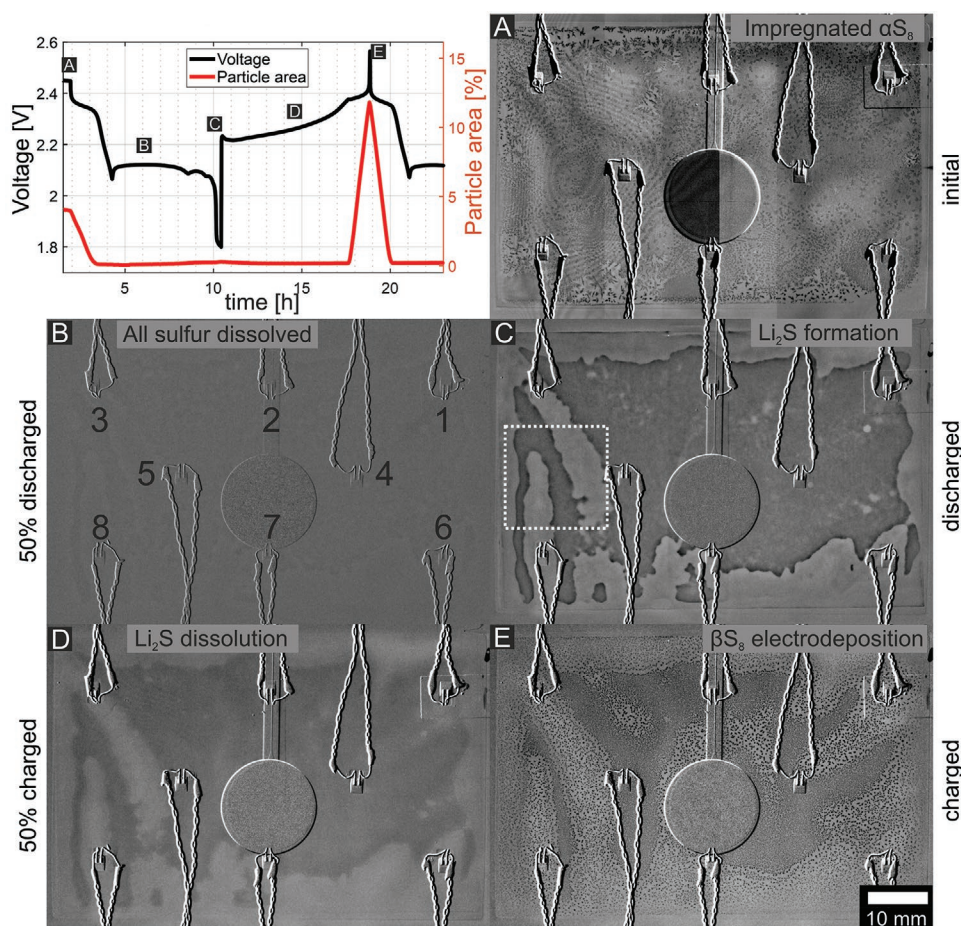 2.6
2.4
2.2
2
1.8
Voltage [V]
A
B
C
D
E
Voltage
Particle area
15
10
5
0
Particle area [%]
5
10
15
20
time [h]
A
Impregnated αS₈
initial
B
All sulfur dissolved
50% discharged
3
2
1
5
4
8
7
6
C
Li₂S formation
discharged
D
Li₂S dissolution
50% charged
E
βS₈ electrodeposition
charged
10 mm